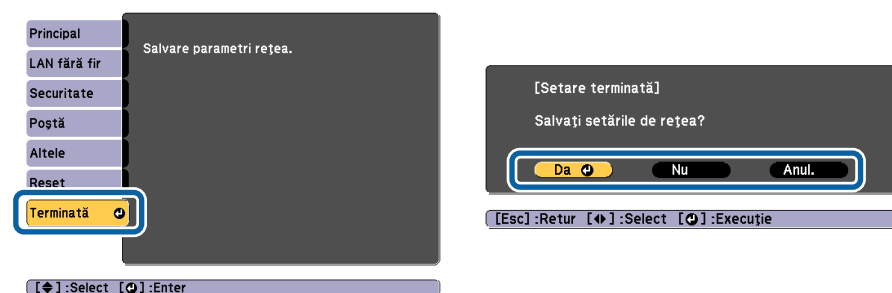 Principal
Salvare parametri reţea.
LAN fără fir
Securitate
Poştă
Altele
Reset
Terminată
[ ]:Select [ ]:Enter
[Setare terminată]
Salvaţi setările de reţea?
Da Nu Anul.
[Esc]:Retur [ ]:Select [ ]:Execuţie